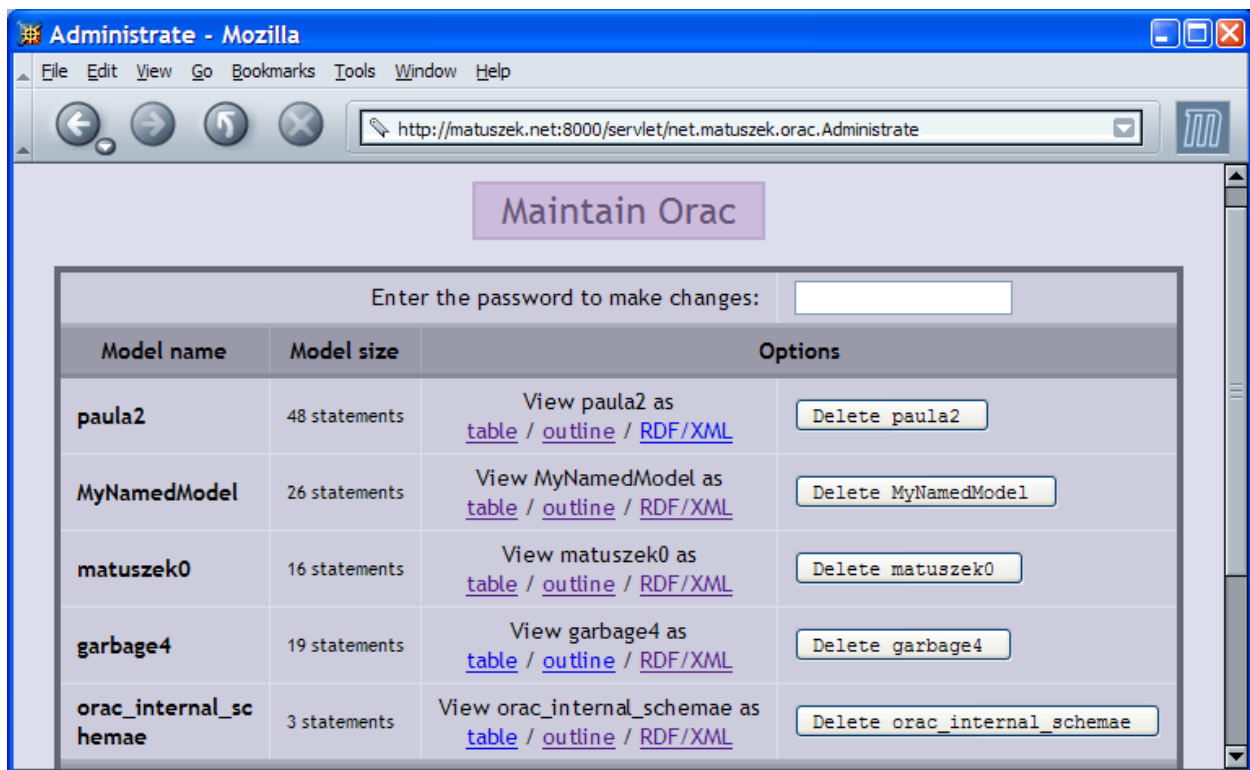 Administrate - Mozilla
File Edit View Go Bookmarks Tools Window Help
http://matuszek.net:8000/servlet/net.matuszek.orac.Administrate
Maintain Orac
Enter the password to make changes:
Model name Model size Options
paula2 48 statements View paula2 as
table / outline / RDF/XML Delete paula2
MyNamedModel 26 statements View MyNamedModel as
table / outline / RDF/XML Delete MyNamedModel
matuszek0 16 statements View matuszek0 as
table / outline / RDF/XML Delete matuszek0
garbage4 19 statements View garbage4 as
table / outline / RDF/XML Delete garbage4
orac_internal_sc
hemae 3 statements View orac_internal_schemae as
table / outline / RDF/XML Delete orac_internal_schemae